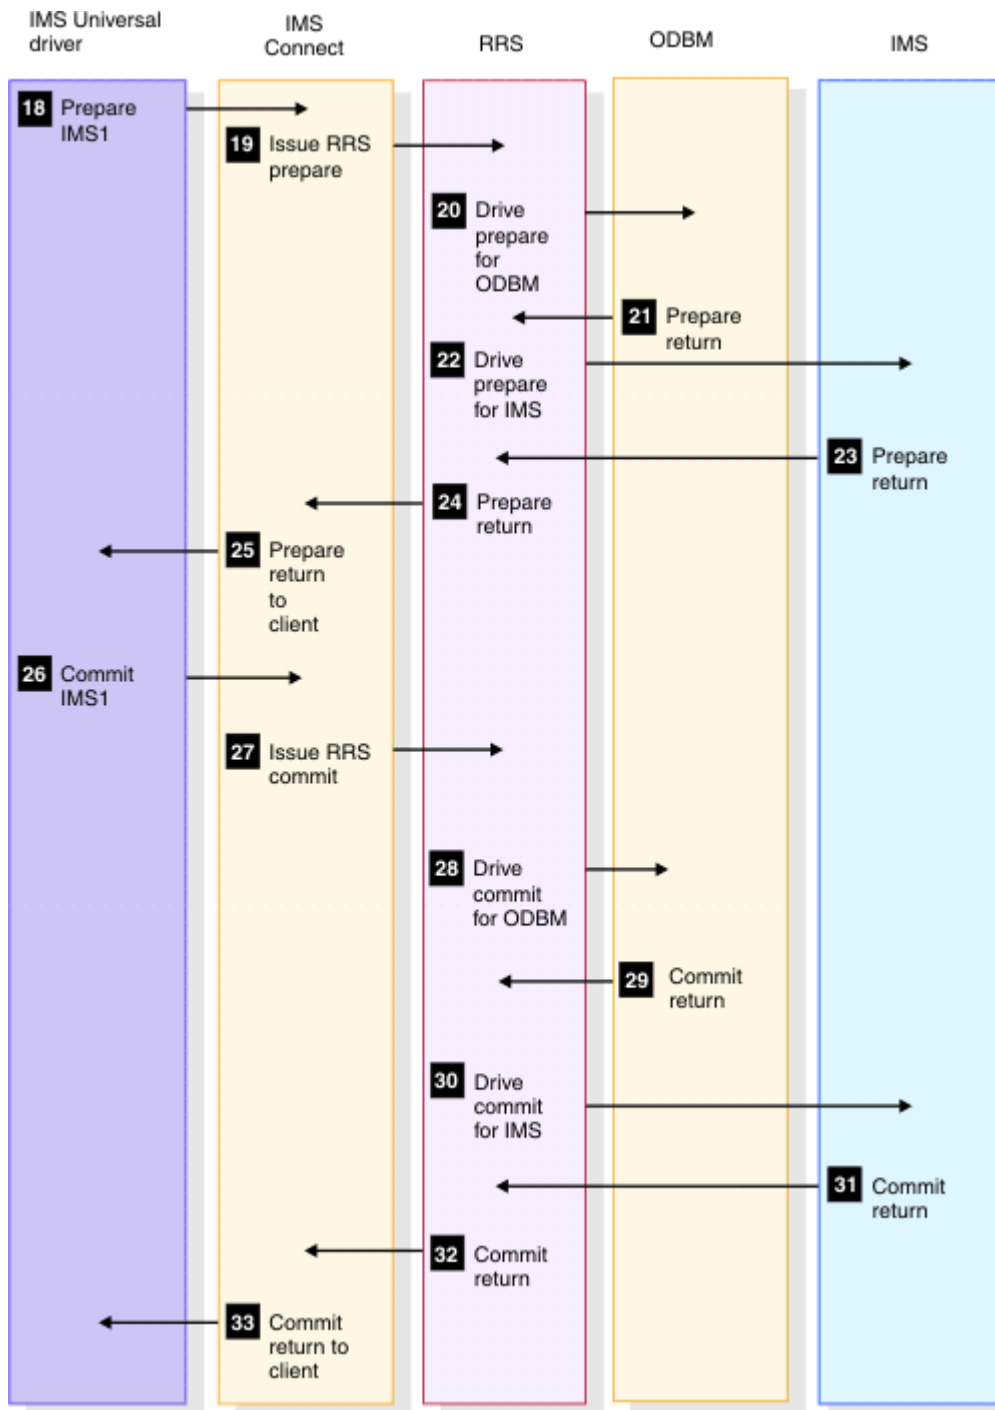 IMS Universal
driver
IMS
Connect
RRS
ODBM
IMS
18 Prepare
IMS1
19 Issue RRS
prepare
20 Drive
prepare
for
ODBM
21 Prepare
return
22 Drive
prepare
for IMS
23 Prepare
return
24 Prepare
return
25 Prepare
return
to
client
26 Commit
IMS1
27 Issue RRS
commit
28 Drive
commit
for ODBM
29 Commit
return
30 Drive
commit
for IMS
31 Commit
return
32 Commit
return
33 Commit
return to
client